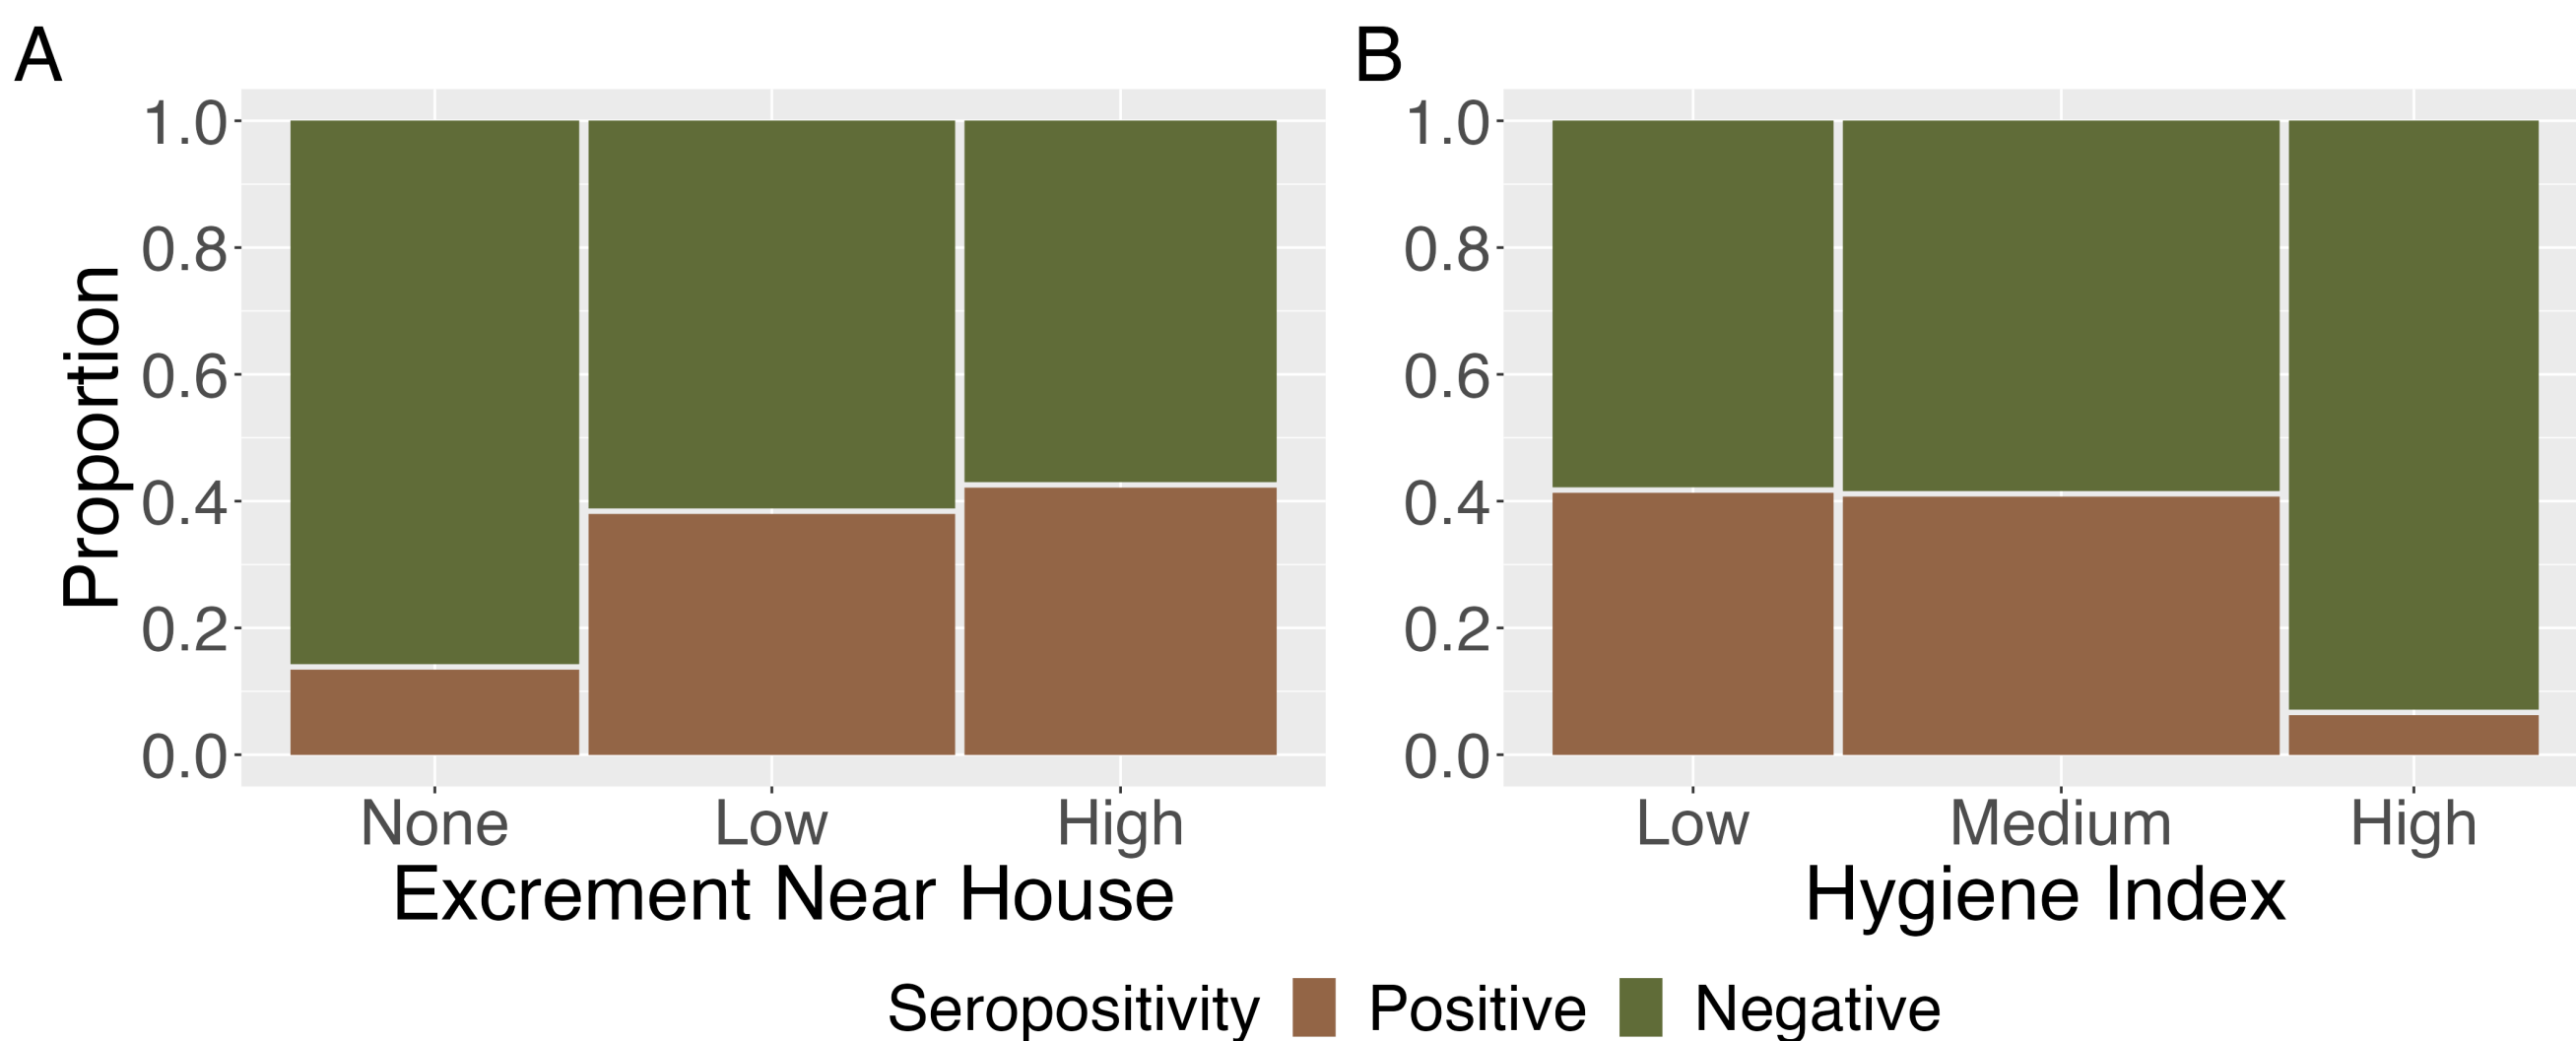 A
1.0
0.8
0.6
0.4
0.2
0.0
Proportion
None Low High
Excrement Near House
B
1.0
0.8
0.6
0.4
0.2
0.0
Low Medium High
Hygiene Index
Seropositivity Positive Negative